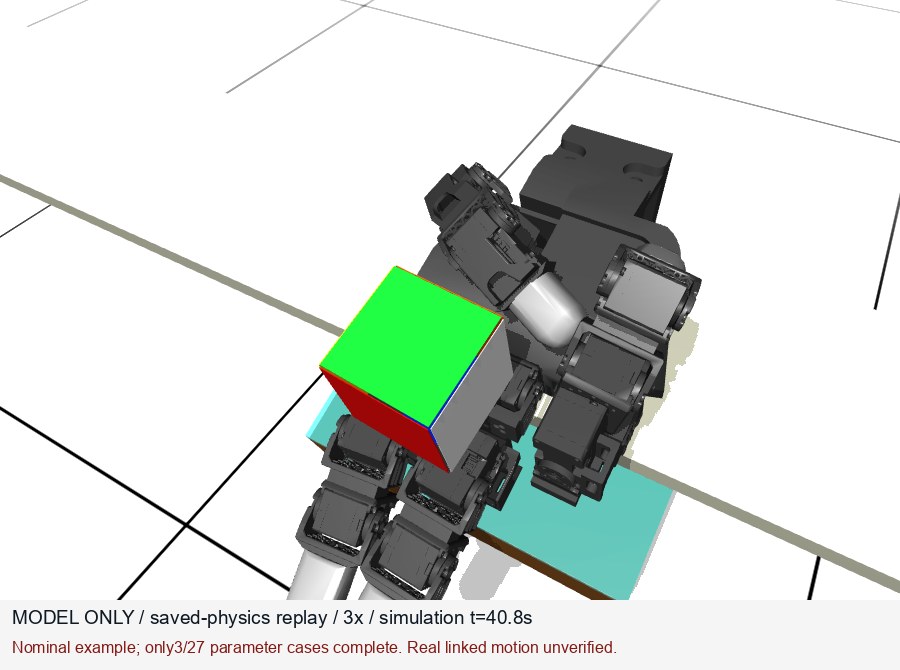 MODEL ONLY / saved-physics replay / 3x / simulation t=40.8s
Nominal example; only3/27 parameter cases complete. Real linked motion unverified.